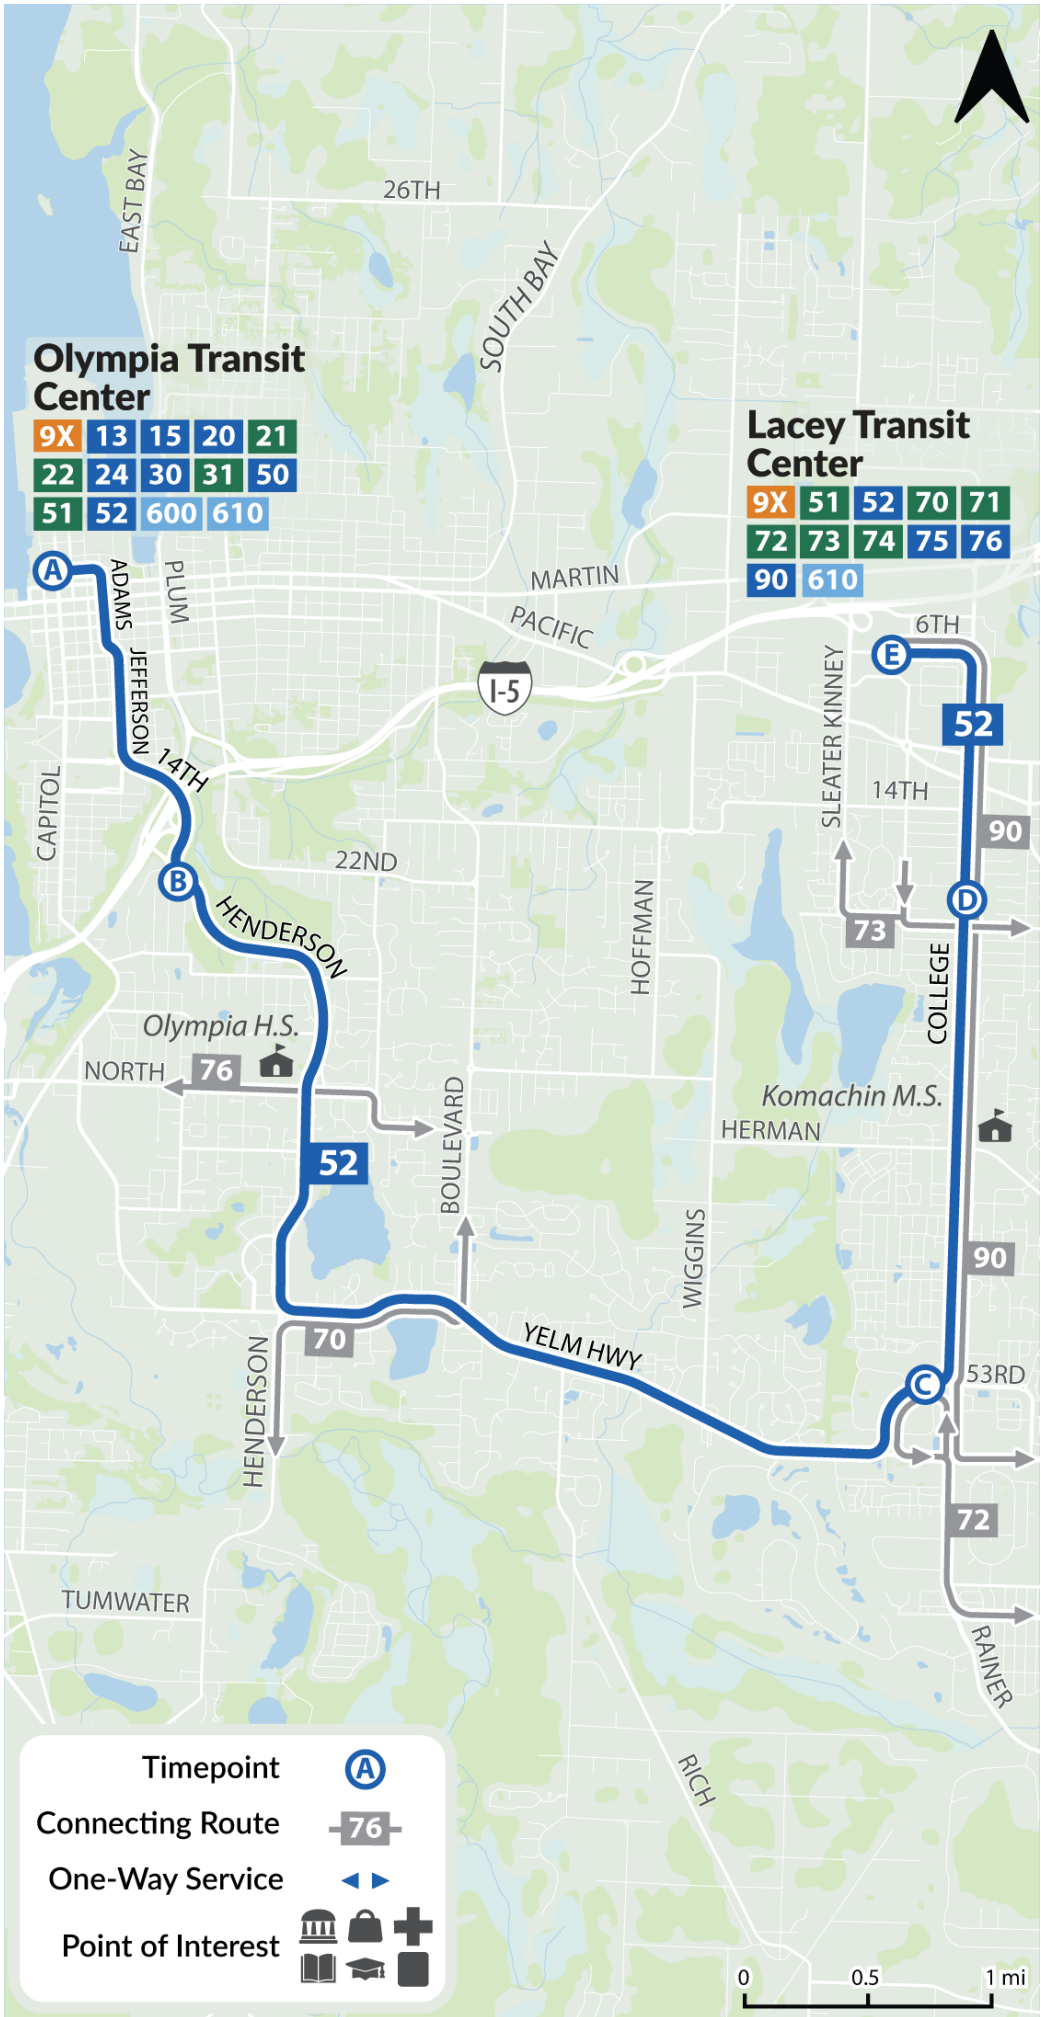 26TH
EAST BAY
SOUTH BAY
Olympia Transit
Center
9X 13 15 20 21
22 24 30 31 50
51 52 600 610
Lacey Transit
Center
9X 51 52 70 71
72 73 74 75 76
90 610
A
ADAMS
PLUM
MARTIN
PACIFIC
6TH
E
I-5
JEFFERSON
SLEATER KINNEY
52
14TH
CAPITOL
14TH
90
22ND
B
HOFFMAN
D
HENDERSON
73
COLLEGE
Olympia H.S.
NORTH
76
BOULEVARD
Komachin M.S.
HERMAN
52
WIGGINS
90
70
YELM HWY
HENDERSON
C
53RD
72
TUMWATER
RAINER
RICH
Timepoint A
Connecting Route 76
One-Way Service
Point of Interest
0 0.5 1 mi